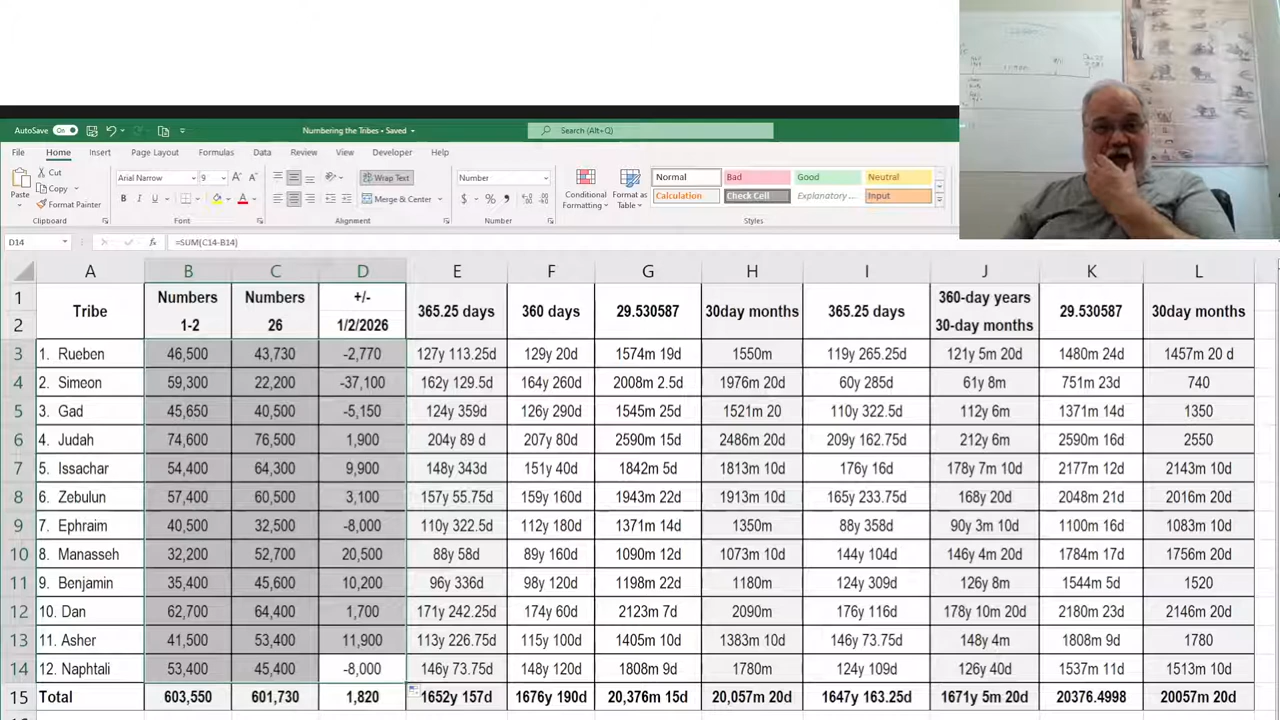 AutoSave On
Numbering the Tribes • Saved
Search (Alt+Q)
File Home Insert Page Layout Formulas Data Review View Developer Help
Paste
Cut
Copy
Format Painter
Clipboard
Arial Narrow 9
B I U
Font
Wrap Text
Merge & Center
Alignment
Number
$ % 9
Number
Conditional Formatting
Format as Table
Normal Bad Good Neutral
Calculation Check Cell Explanatory ... Input
Styles
D14 fx =SUM(C14-B14)
A B C D E F G H I J K L
1 Tribe Numbers Numbers +/- 365.25 days 360 days 29.530587 30day months 365.25 days 360-day years 29.530587 30day months
2 1-2 26 1/2/2026 30-day months
3 1. Rueben 46,500 43,730 -2,770 127y 113.25d 129y 20d 1574m 19d 1550m 119y 265.25d 121y 5m 20d 1480m 24d 1457m 20 d
4 2. Simeon 59,300 22,200 -37,100 162y 129.5d 164y 260d 2008m 2.5d 1976m 20d 60y 285d 61y 8m 751m 23d 740
5 3. Gad 45,650 40,500 -5,150 124y 359d 126y 290d 1545m 25d 1521m 20 110y 322.5d 112y 6m 1371m 14d 1350
6 4. Judah 74,600 76,500 1,900 204y 89 d 207y 80d 2590m 15d 2486m 20d 209y 162.75d 212y 6m 2590m 16d 2550
7 5. Issachar 54,400 64,300 9,900 148y 343d 151y 40d 1842m 5d 1813m 10d 176y 16d 178y 7m 10d 2177m 12d 2143m 10d
8 6. Zebulun 57,400 60,500 3,100 157y 55.75d 159y 160d 1943m 22d 1913m 10d 165y 233.75d 168y 20d 2048m 21d 2016m 20d
9 7. Ephraim 40,500 32,500 -8,000 110y 322.5d 112y 180d 1371m 14d 1350m 88y 358d 90y 3m 10d 1100m 16d 1083m 10d
10 8. Manasseh 32,200 52,700 20,500 88y 58d 89y 160d 1090m 12d 1073m 10d 144y 104d 146y 4m 20d 1784m 17d 1756m 20d
11 9. Benjamin 35,400 45,600 10,200 96y 336d 98y 120d 1198m 22d 1180m 124y 309d 126y 8m 1544m 5d 1520
12 10. Dan 62,700 64,400 1,700 171y 242.25d 174y 60d 2123m 7d 2090m 176y 116d 178y 10m 20d 2180m 23d 2146m 20d
13 11. Asher 41,500 53,400 11,900 113y 226.75d 115y 100d 1405m 10d 1383m 10d 146y 73.75d 148y 4m 1808m 9d 1780
14 12. Naphtali 53,400 45,400 -8,000 146y 73.75d 148y 120d 1808m 9d 1780m 124y 109d 126y 40d 1537m 11d 1513m 10d
15 Total 603,550 601,730 1,820 1652y 157d 1676y 190d 20,376m 15d 20,057m 20d 1647y 163.25d 1671y 5m 20d 20376.4998 20057m 20d